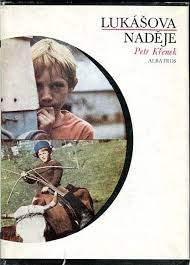 LUKÁŠOVA
NADĚJE
Petr Křenek
ALBATROS